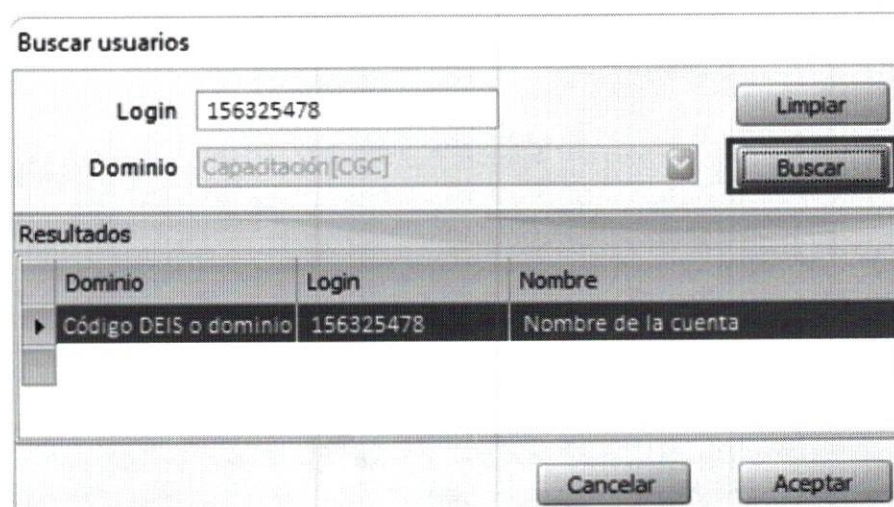 Buscar usuarios
Login 156325478 Limpiar
Dominio Capacitación[CGC] Buscar
Resultados
Dominio Login Nombre
Código DEIS o dominio 156325478 Nombre de la cuenta
Cancelar Aceptar